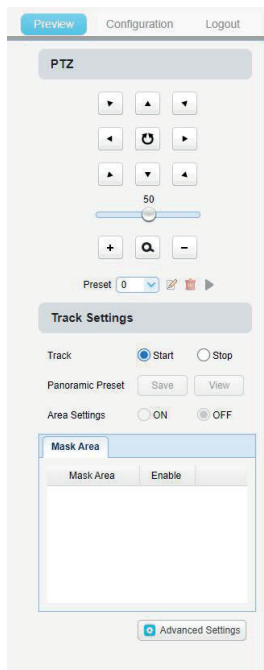 Preview Configuration Logout
PTZ
50
+ −
Preset 0
Track Settings
Track Start Stop
Panoramic Preset Save View
Area Settings ON OFF
Mask Area
Mask Area Enable
Advanced Settings